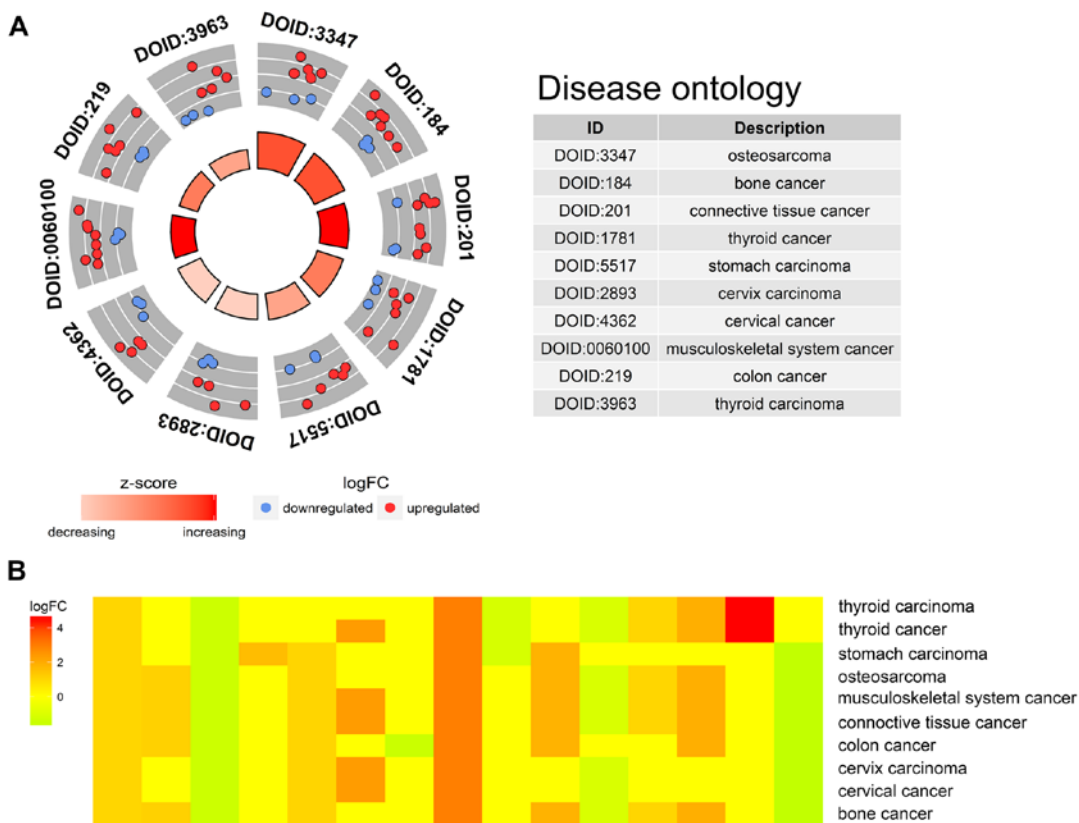 A
DOID:3963
DOID:3347
DOID:219
DOID:184
DOID:0060100
DOID:201
DOID:4362
DOID:1781
DOID:2893
DOID:5517
z-score
decreasing increasing
logFC
downregulated upregulated
Disease ontology
ID Description
DOID:3347 osteosarcoma
DOID:184 bone cancer
DOID:201 connective tissue cancer
DOID:1781 thyroid cancer
DOID:5517 stomach carcinoma
DOID:2893 cervix carcinoma
DOID:4362 cervical cancer
DOID:0060100 musculoskeletal system cancer
DOID:219 colon cancer
DOID:3963 thyroid carcinoma
B
logFC
4
2
0
thyroid carcinoma
thyroid cancer
stomach carcinoma
osteosarcoma
musculoskeletal system cancer
connoctive tissue cancer
colon cancer
cervix carcinoma
cervical cancer
bone cancer